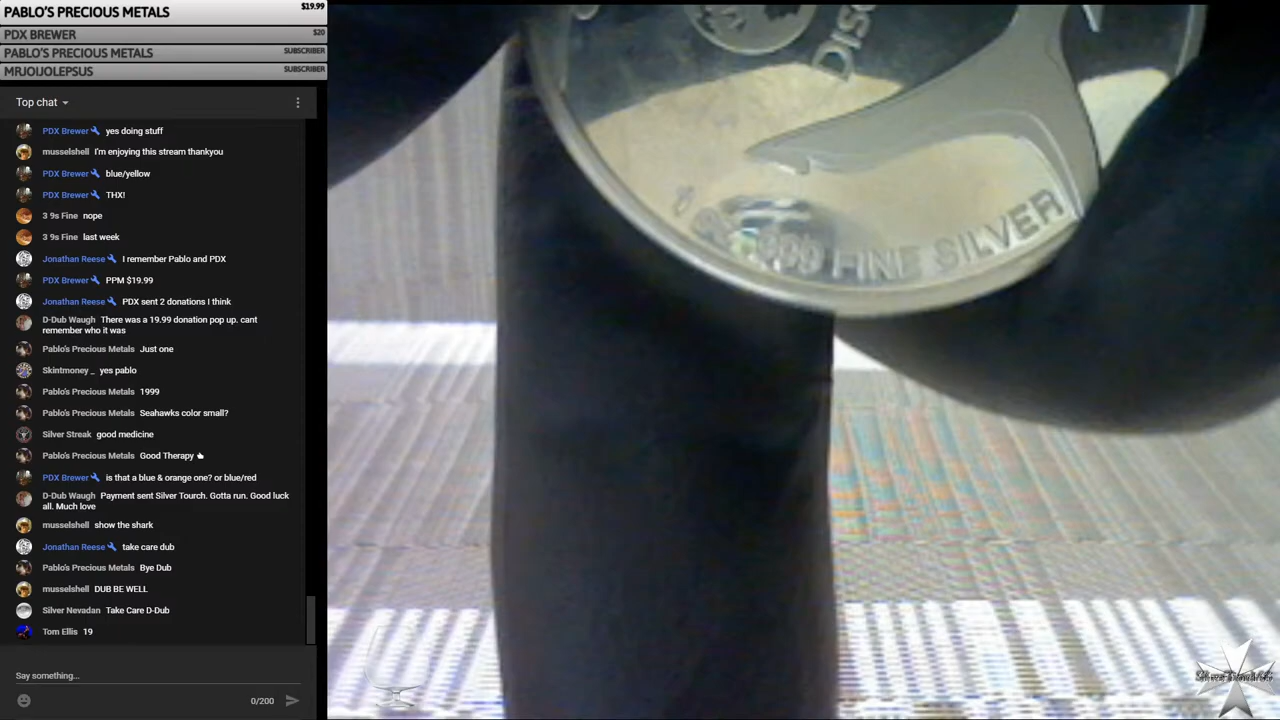 PABLO'S PRECIOUS METALS $19.99
PDX BREWER $20
PABLO'S PRECIOUS METALS SUBSCRIBER
MRJOIJOLEPSUS SUBSCRIBER
Top chat
PDX Brewer yes doing stuff
musselshell I'm enjoying this stream thankyou
PDX Brewer blue/yellow
PDX Brewer THX!
3 9s Fine nope
3 9s Fine last week
Jonathan Reese I remember Pablo and PDX
PDX Brewer PPM $19.99
Jonathan Reese PDX sent 2 donations I think
D-Dub Waugh There was a 19.99 donation pop up. cant
remember who it was
Pablo's Precious Metals Just one
Skintmoney _ yes pablo
Pablo's Precious Metals 1999
Pablo's Precious Metals Seahawks color small?
Silver Streak good medicine
Pablo's Precious Metals Good Therapy
PDX Brewer is that a blue & orange one? or blue/red
D-Dub Waugh Payment sent Silver Tourch. Gotta run. Good luck
all. Much love
musselshell show the shark
Jonathan Reese take care dub
Pablo's Precious Metals Bye Dub
musselshell DUB BE WELL
Silver Nevadan Take Care D-Dub
Tom Ellis 19
Say something...
0/200
DISC
FINE SILVER